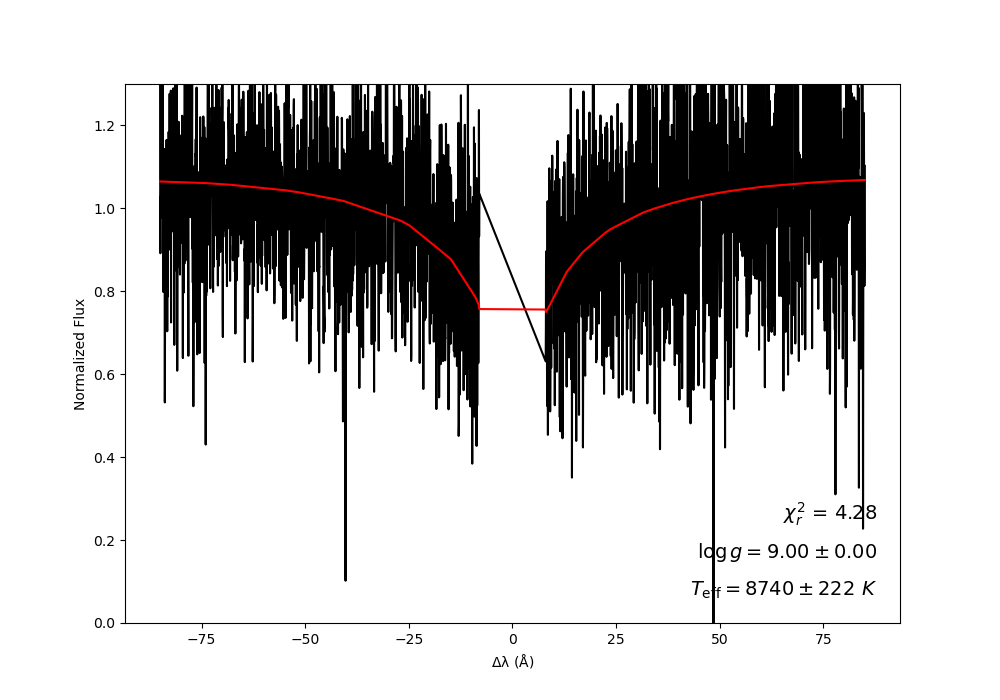 1.2
1.0
0.8
0.6
0.4
0.2
0.0
Normalized Flux
χ²ᵣ = 4.28
log g = 9.00 ± 0.00
T_eff = 8740 ± 222 K
−75 −50 −25 0 25 50 75
Δλ (Å)